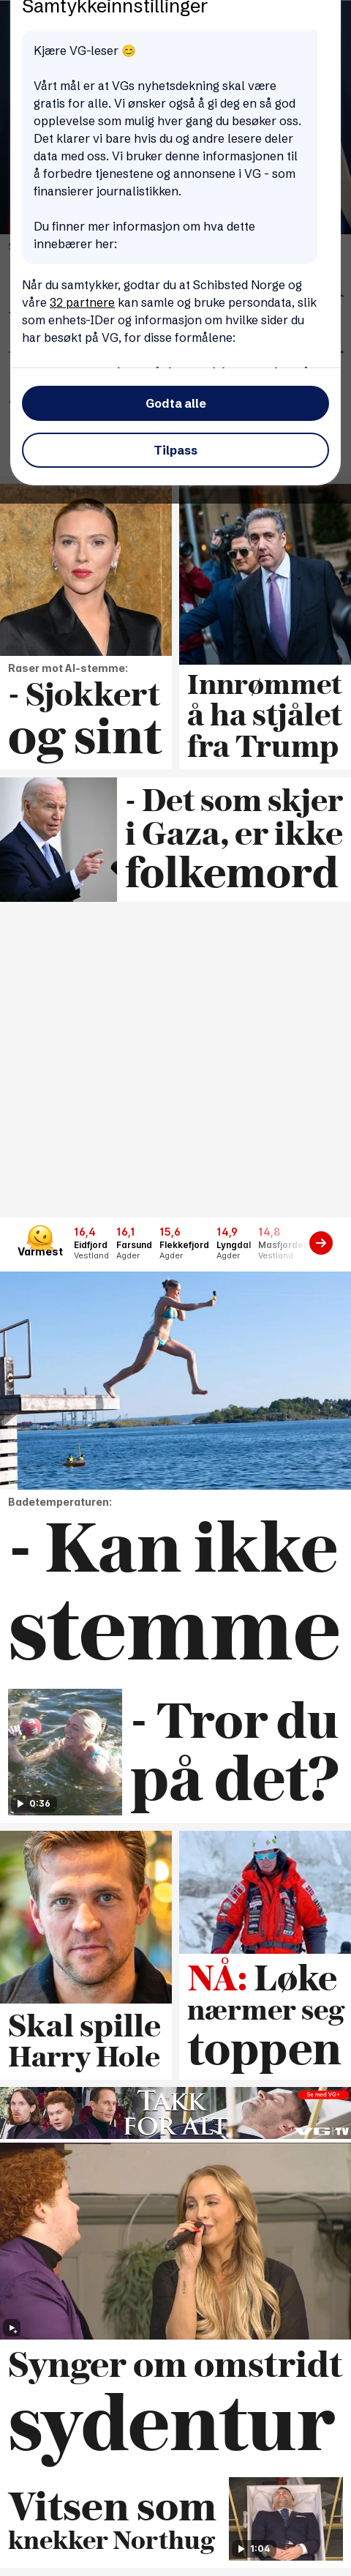 Samtykkeinnstillinger
Kjære VG-leser 😊
Vårt mål er at VGs nyhetsdekning skal være
gratis for alle. Vi ønsker også å gi deg en så god
opplevelse som mulig hver gang du besøker oss.
Det klarer vi bare hvis du og andre lesere deler
data med oss. Vi bruker denne informasjonen til
å forbedre tjenestene og annonsene i VG - som
finansierer journalistikken.
Du finner mer informasjon om hva dette
innebærer her:
Når du samtykker, godtar du at Schibsted Norge og
våre 32 partnere kan samle og bruke persondata, slik
som enhets-IDer og informasjon om hvilke sider du
har besøkt på VG, for disse formålene:
Godta alle
Tilpass
Raser mot AI-stemme:
- Sjokkert
og sint
Innrømmet
å ha stjålet
fra Trump
- Det som skjer
i Gaza, er ikke
folkemord
Varmest
16,4
Eidfjord
Vestland
16,1
Farsund
Agder
15,6
Flekkefjord
Agder
14,9
Lyngdal
Agder
14,8
Masfjorden
Vestland
Badetemperaturen:
- Kan ikke
stemme
0:36
- Tror du
på det?
Skal spille
Harry Hole
NÅ: Løke
nærmer seg
toppen
TAKK
FOR ALT
Se med VG+
VGTV
Synger om omstridt
sydentur
Vitsen som
knekker Northug
1:04